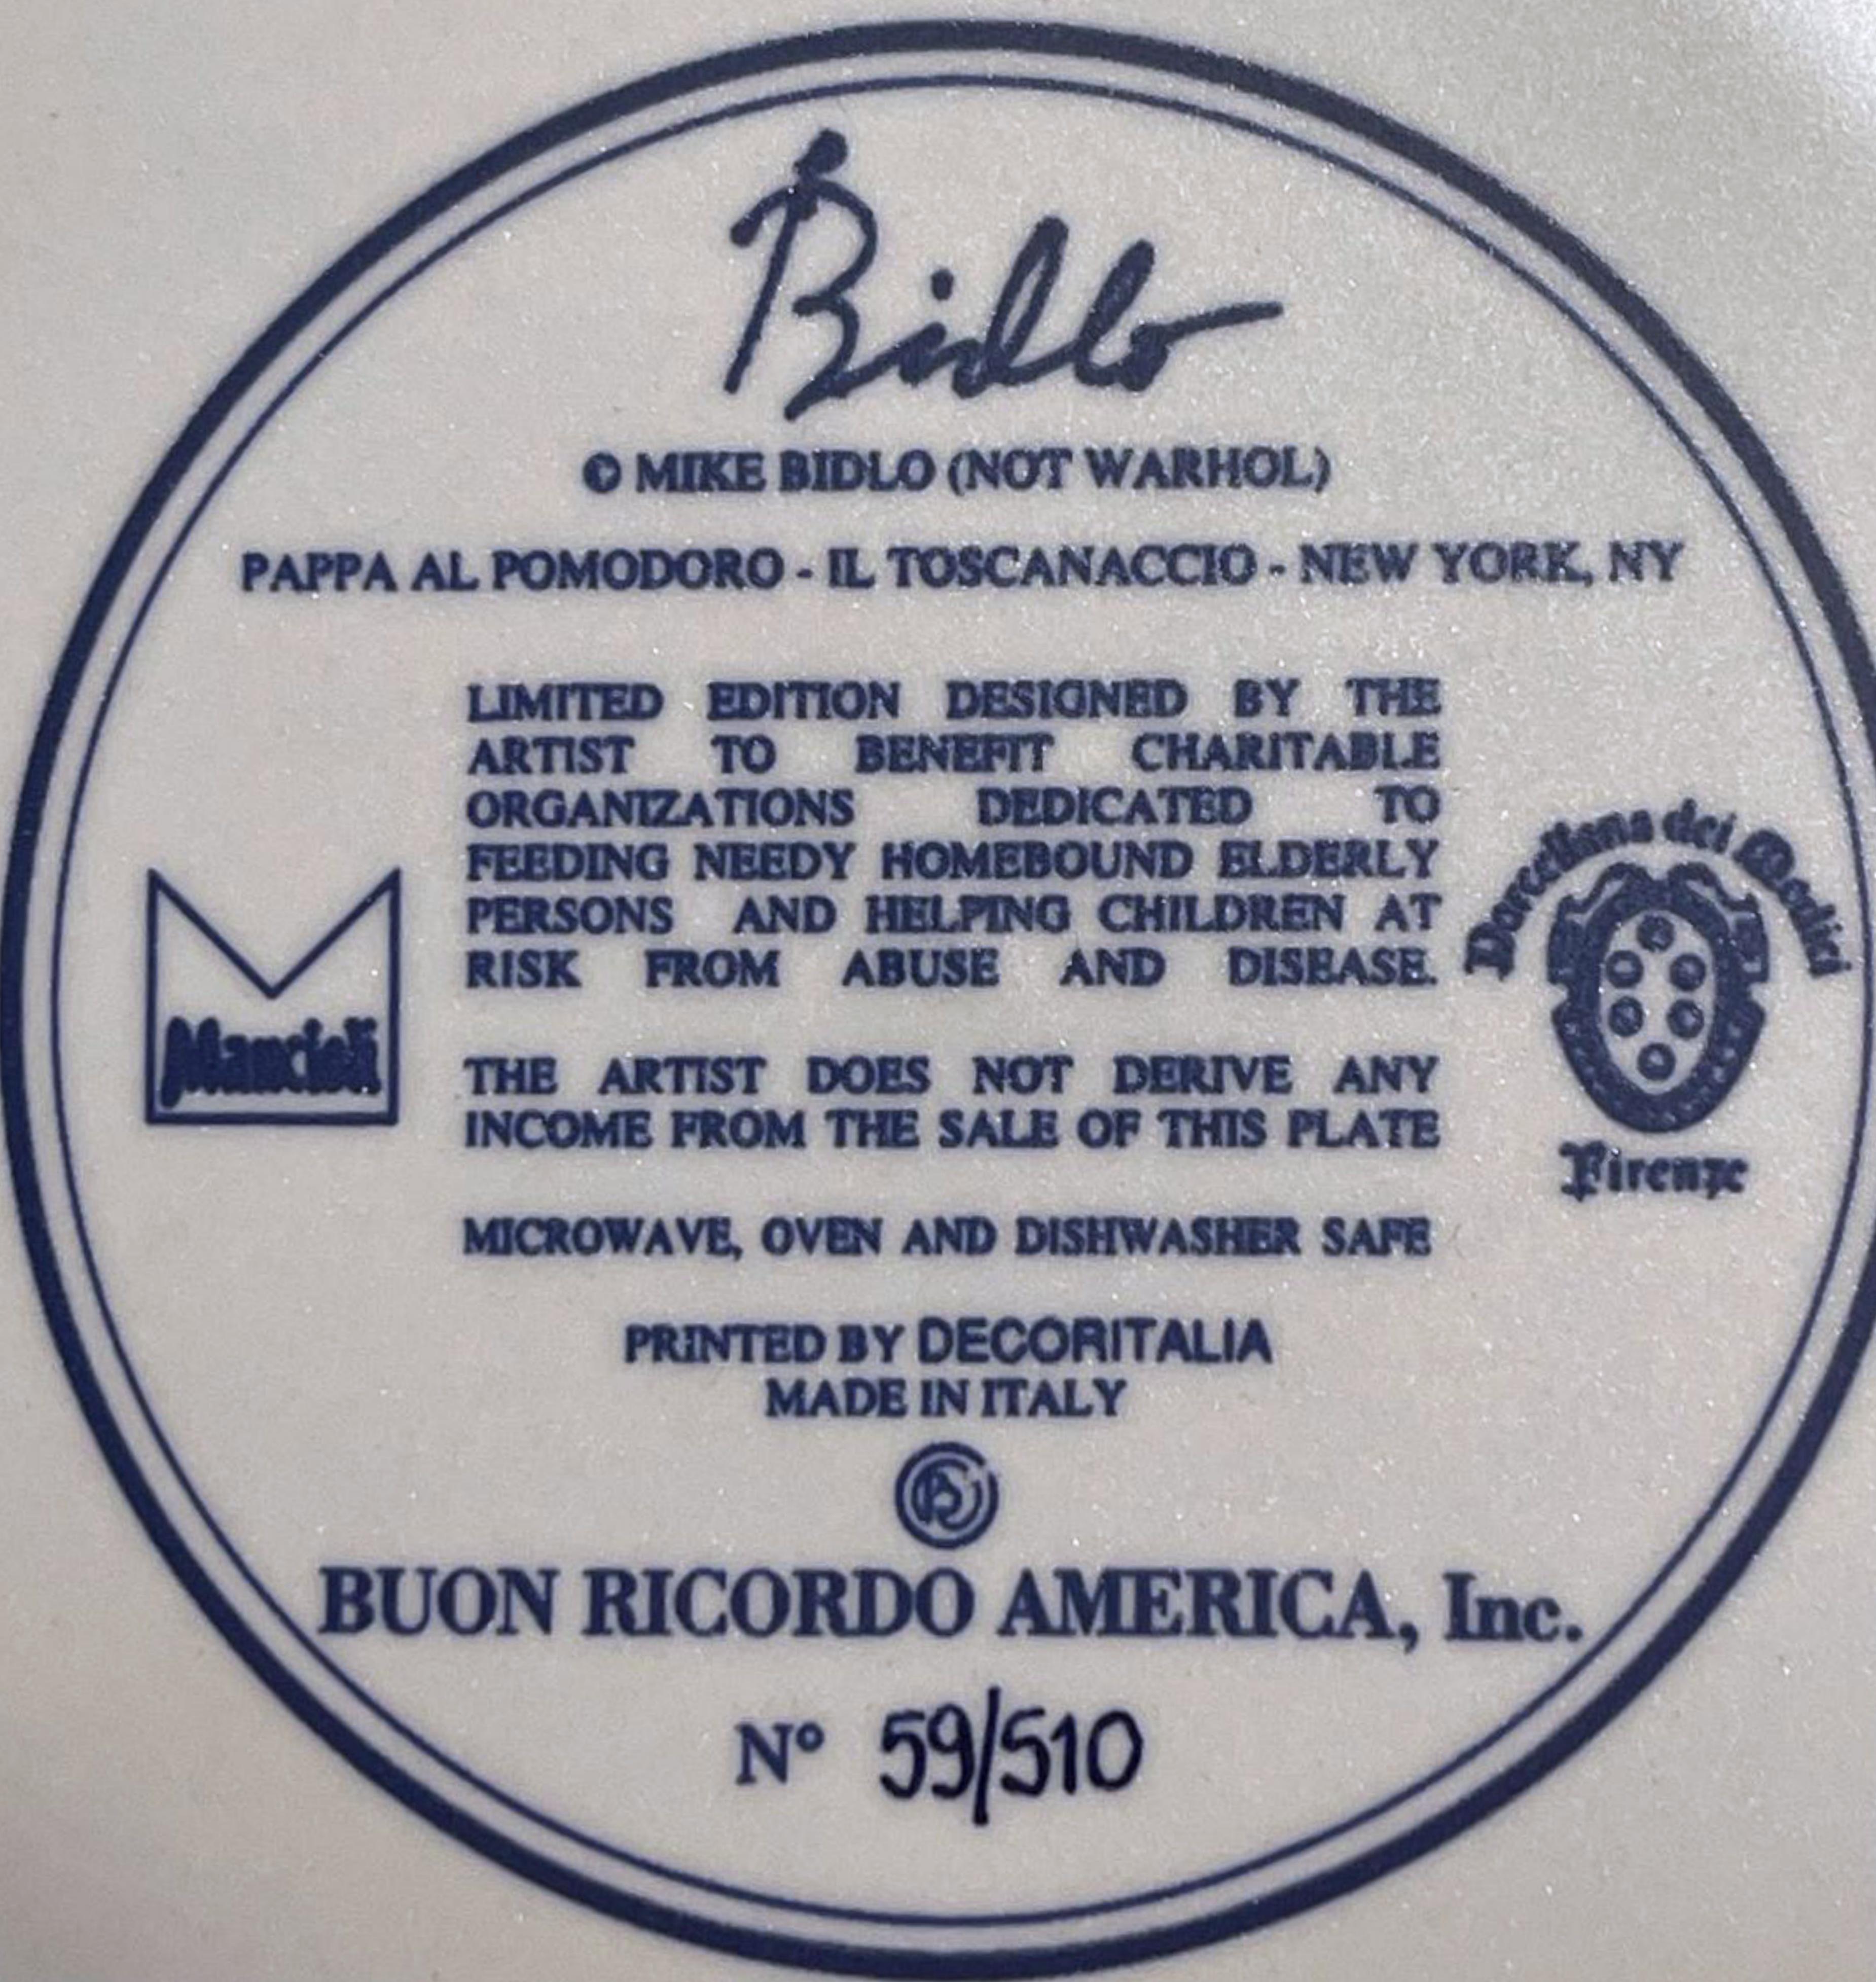 Bidlo
© MIKE BIDLO (NOT WARHOL)
PAPPA AL POMODORO - IL TOSCANACCIO - NEW YORK, NY
LIMITED EDITION DESIGNED BY THE
ARTIST TO BENEFIT CHARITABLE
ORGANIZATIONS DEDICATED TO
FEEDING NEEDY HOMEBOUND ELDERLY
PERSONS AND HELPING CHILDREN AT
RISK FROM ABUSE AND DISEASE.
THE ARTIST DOES NOT DERIVE ANY
INCOME FROM THE SALE OF THIS PLATE
MICROWAVE, OVEN AND DISHWASHER SAFE
Mancioli
Porcellana dei Medici
Firenze
PRINTED BY DECORITALIA
MADE IN ITALY
BUON RICORDO AMERICA, Inc.
N° 59/510